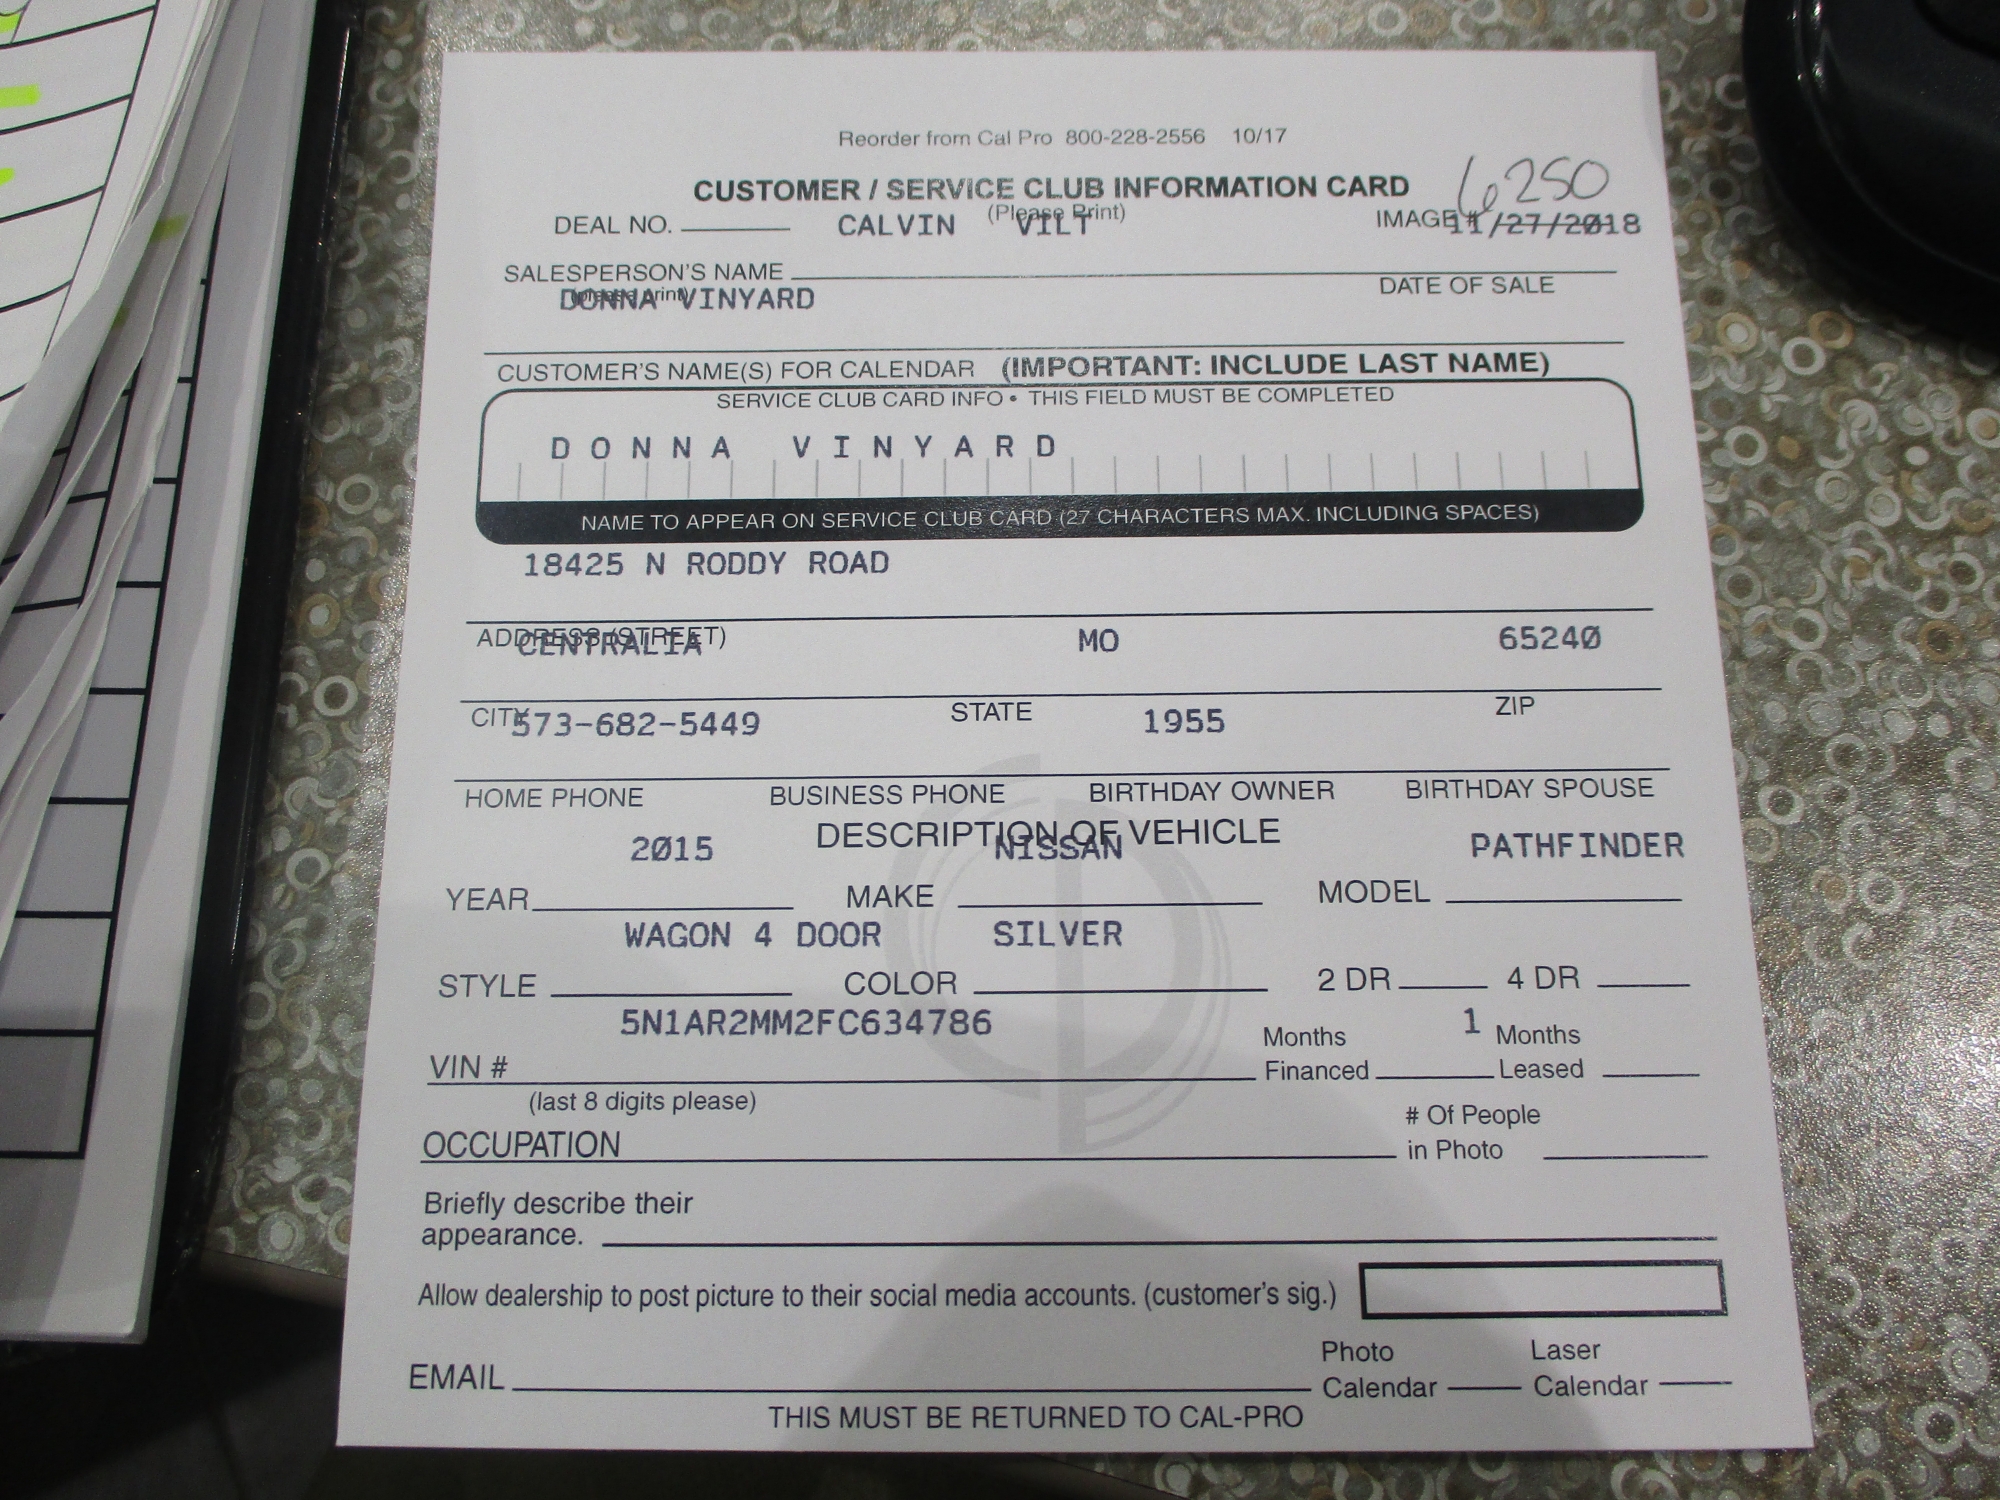 Reorder from Cal Pro 800-228-2556 10/17
CUSTOMER / SERVICE CLUB INFORMATION CARD
6250
(Please Print)
DEAL NO. CALVIN VILT IMAGE # 11/27/2018
SALESPERSON'S NAME
(please print)
DATE OF SALE
DONNA VINYARD
CUSTOMER'S NAME(S) FOR CALENDAR (IMPORTANT: INCLUDE LAST NAME)
SERVICE CLUB CARD INFO • THIS FIELD MUST BE COMPLETED
DONNA VINYARD
NAME TO APPEAR ON SERVICE CLUB CARD (27 CHARACTERS MAX. INCLUDING SPACES)
18425 N RODDY ROAD
ADDRESS (STREET)
CENTRALIA MO 65240
CITY STATE ZIP
573-682-5449 1955
HOME PHONE BUSINESS PHONE BIRTHDAY OWNER BIRTHDAY SPOUSE
DESCRIPTION OF VEHICLE
2015 NISSAN PATHFINDER
YEAR MAKE MODEL
WAGON 4 DOOR SILVER
STYLE COLOR 2 DR 4 DR
5N1AR2MM2FC634786 1
VIN # Months Financed Months Leased
(last 8 digits please)
OCCUPATION # Of People in Photo
Briefly describe their
appearance.
Allow dealership to post picture to their social media accounts. (customer's sig.)
EMAIL Photo Calendar Laser Calendar
THIS MUST BE RETURNED TO CAL-PRO